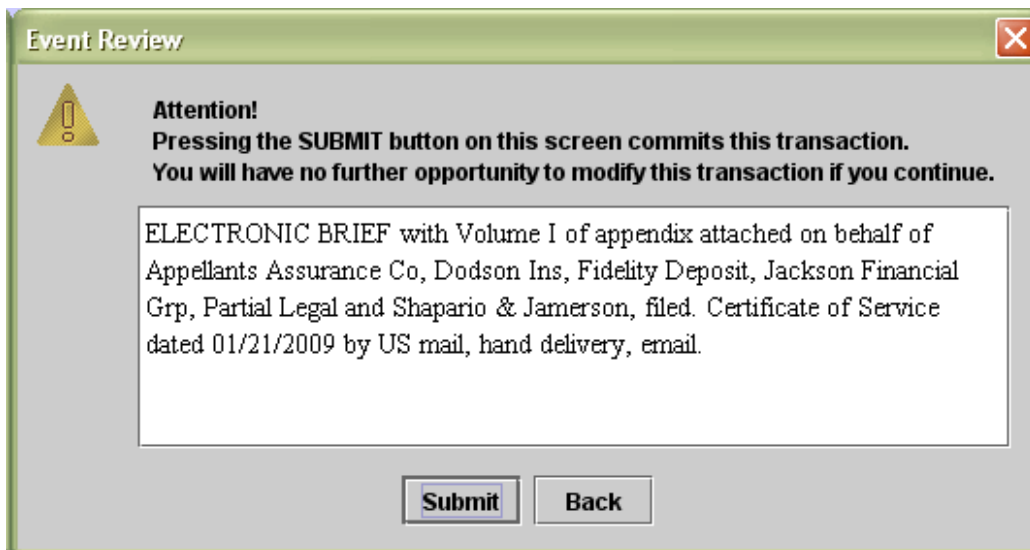 Event Review
Attention!
Pressing the SUBMIT button on this screen commits this transaction.
You will have no further opportunity to modify this transaction if you continue.
ELECTRONIC BRIEF with Volume I of appendix attached on behalf of
Appellants Assurance Co, Dodson Ins, Fidelity Deposit, Jackson Financial
Grp, Partial Legal and Shapario & Jamerson, filed. Certificate of Service
dated 01/21/2009 by US mail, hand delivery, email.
Submit
Back